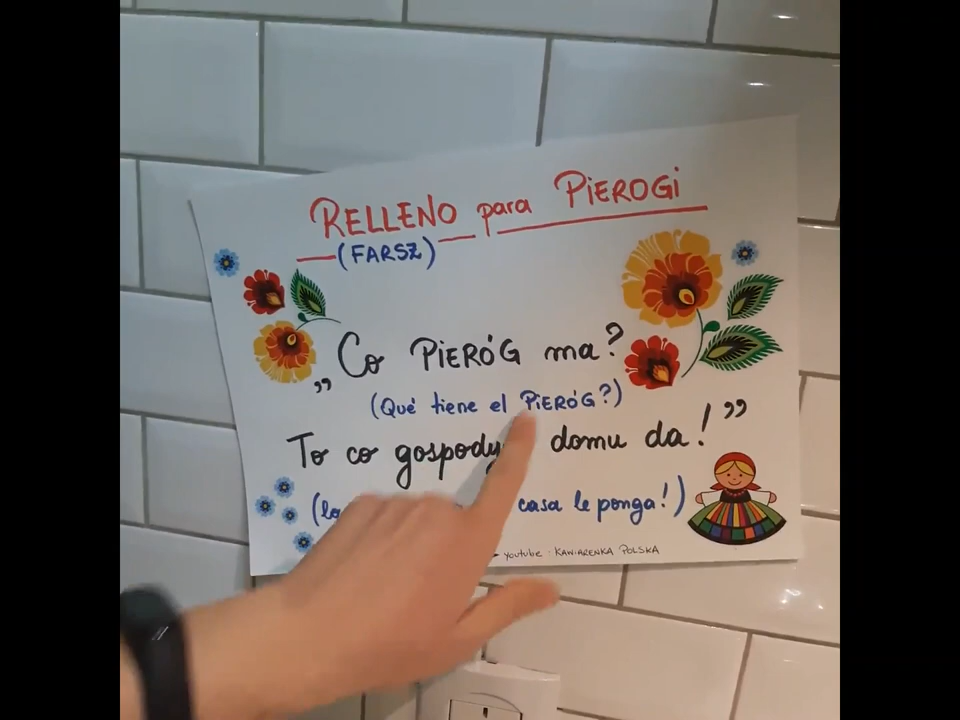 RELLENO para PIEROGI
(FARSZ)
„Co PIERÓG ma?
(Qué tiene el PIERÓG?)
To co domu da!”
casa le ponga!)
youtube: KAWIARENKA POLSKA